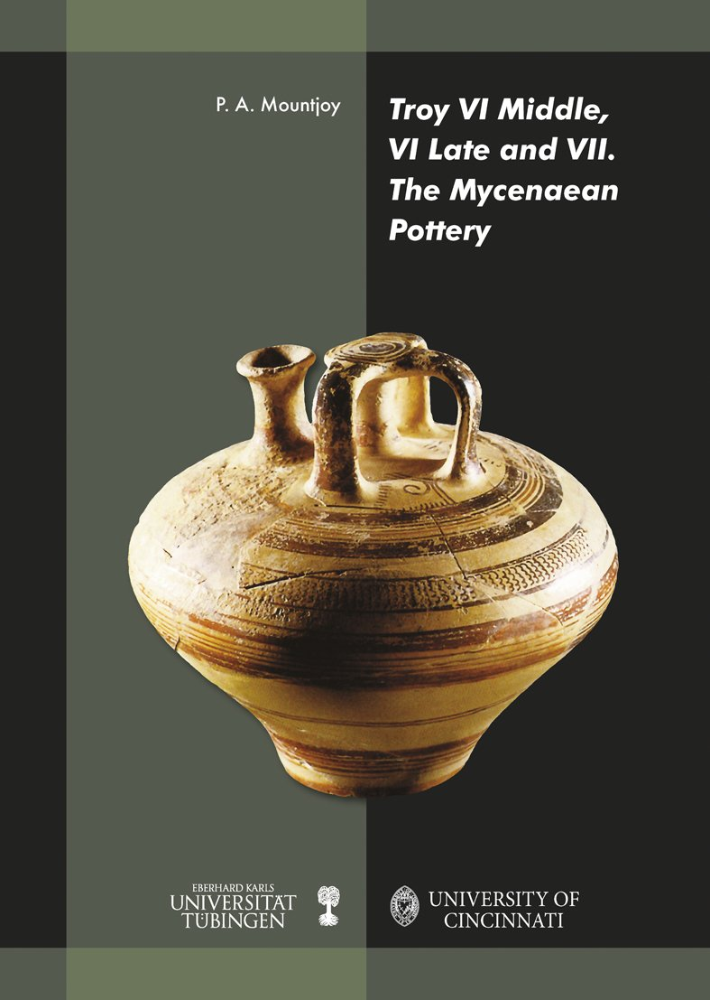 P. A. Mountjoy
Troy VI Middle,
VI Late and VII.
The Mycenaean
Pottery
EBERHARD KARLS
UNIVERSITÄT
TÜBINGEN
UNIVERSITY OF
CINCINNATI